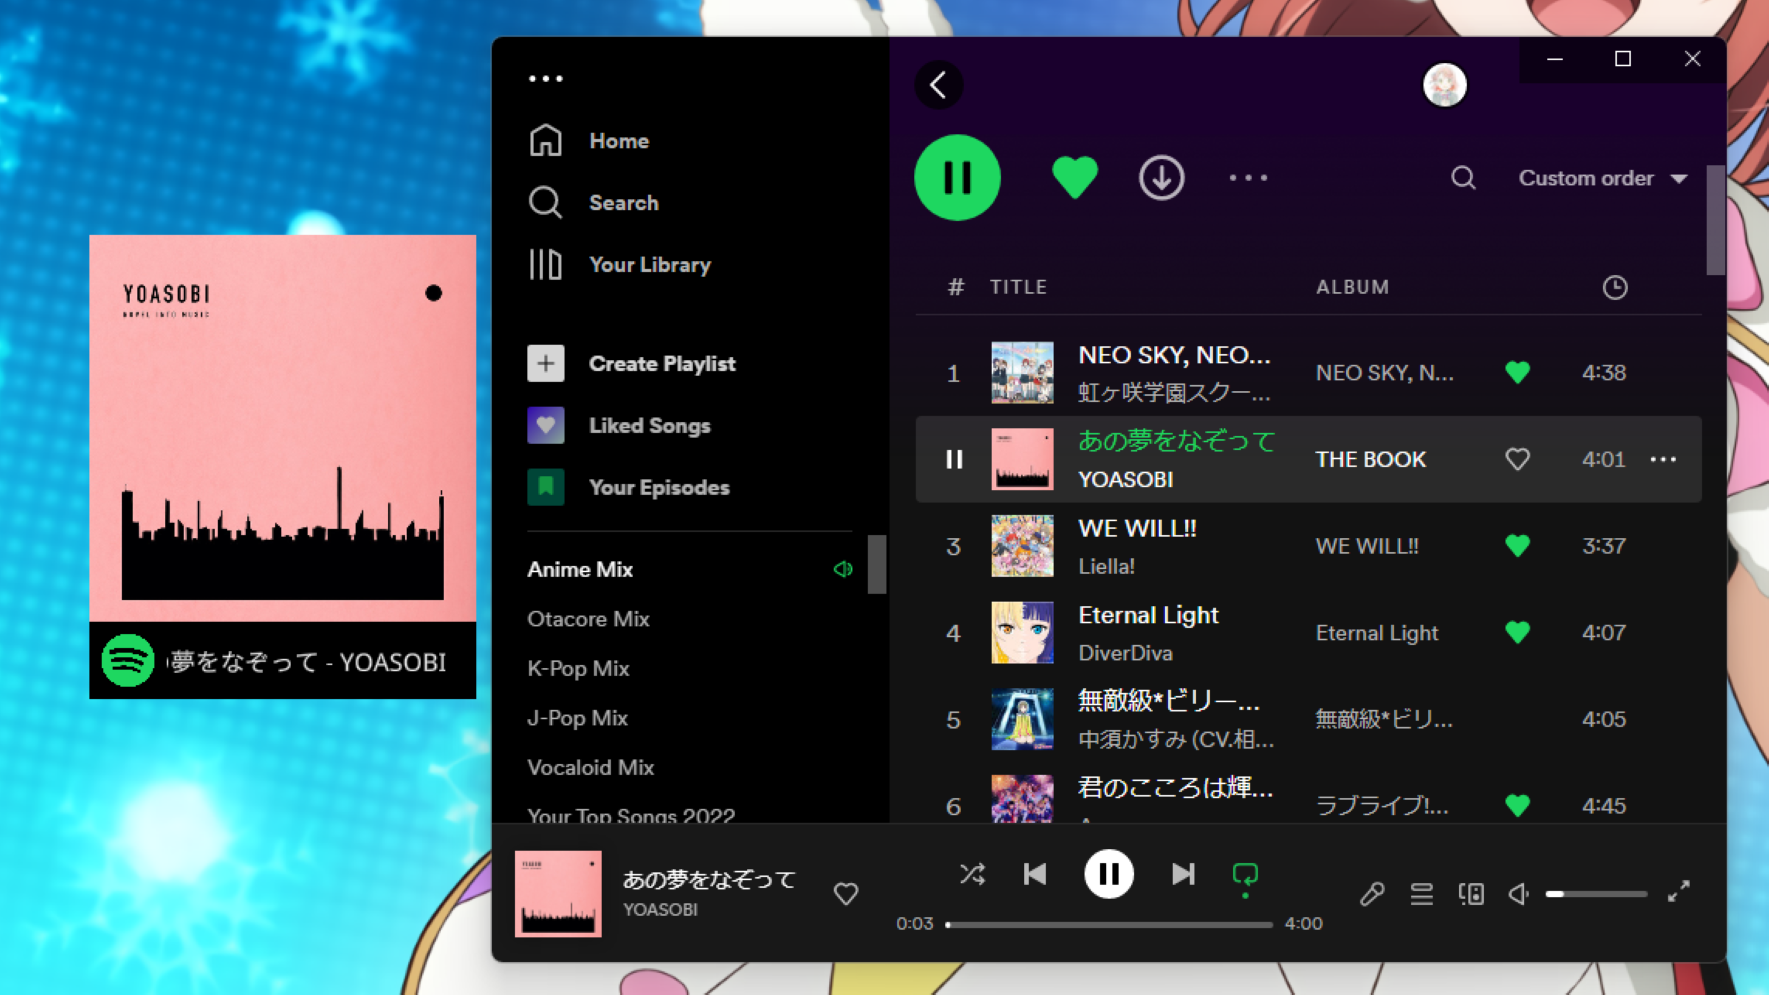 YOASOBI
NOVEL INTO MUSIC
夢をなぞって - YOASOBI
Home
Search
Your Library
Create Playlist
Liked Songs
Your Episodes
Anime Mix
Otacore Mix
K-Pop Mix
J-Pop Mix
Vocaloid Mix
Your Top Songs 2022
Custom order
# TITLE ALBUM
1 NEO SKY, NEO... NEO SKY, N... 4:38
虹ヶ咲学園スクー...
あの夢をなぞって THE BOOK 4:01
YOASOBI
3 WE WILL!! WE WILL!! 3:37
Liella!
4 Eternal Light Eternal Light 4:07
DiverDiva
5 無敵級*ビリー... 無敵級*ビリ... 4:05
中須かすみ (CV.相...
6 君のこころは輝... ラブライブ!... 4:45
あの夢をなぞって
YOASOBI
0:03 4:00